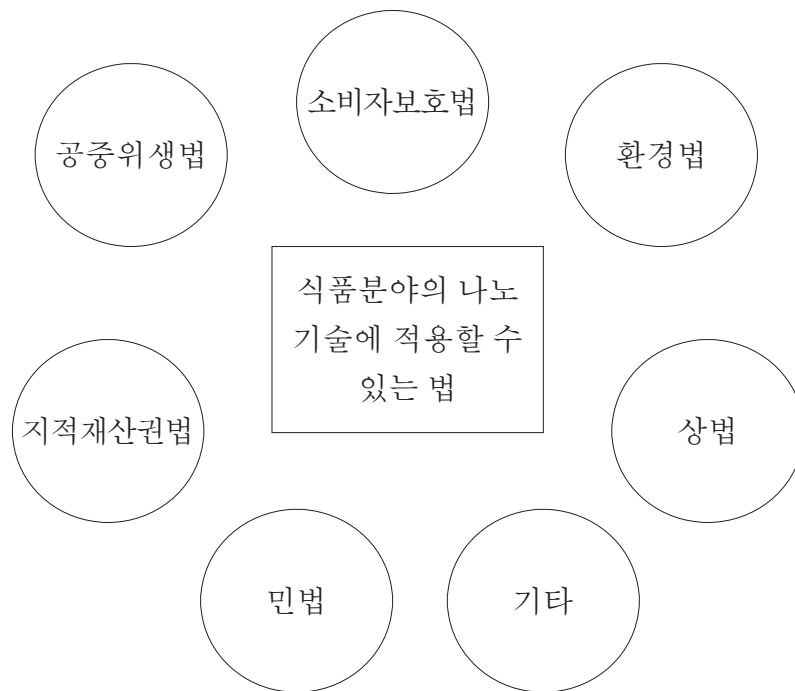 소비자보호법
공중위생법
환경법
식품분야의 나노
기술에 적용할 수
있는 법
지적재산권법
상법
민법
기타